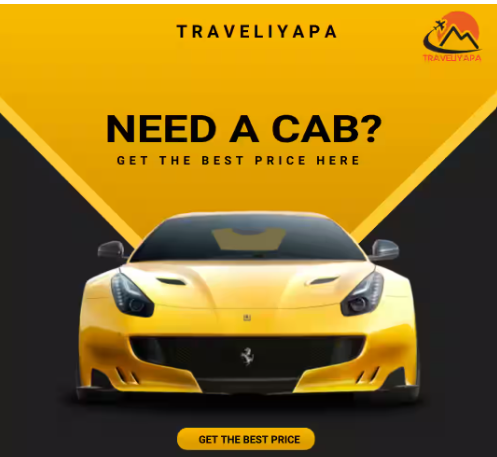 TRAVELIYAPA
TRAVELIYAPA
NEED A CAB?
GET THE BEST PRICE HERE
GET THE BEST PRICE